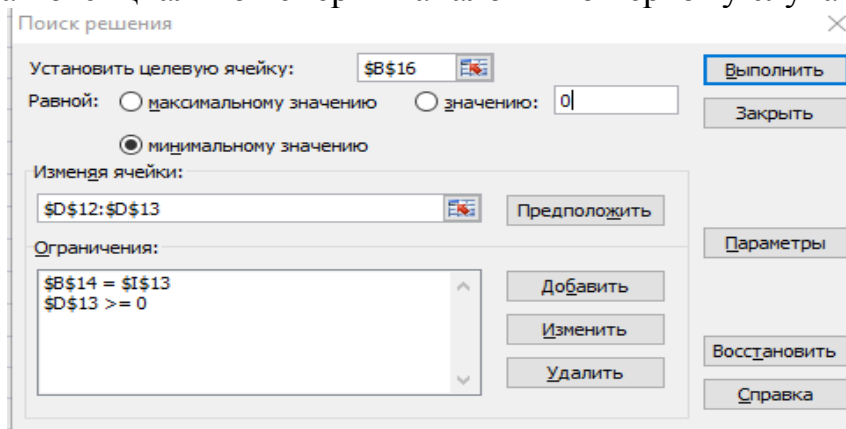 Поиск решения
Установить целевую ячейку: $B$16
Выполнить
Равной: максимальному значению значению: 0
Закрыть
минимальному значению
Изменяя ячейки:
$D$12:$D$13 Предположить
Ограничения:
Параметры
$B$14 = $I$13
$D$13 >= 0
Добавить
Изменить
Удалить
Восстановить
Справка